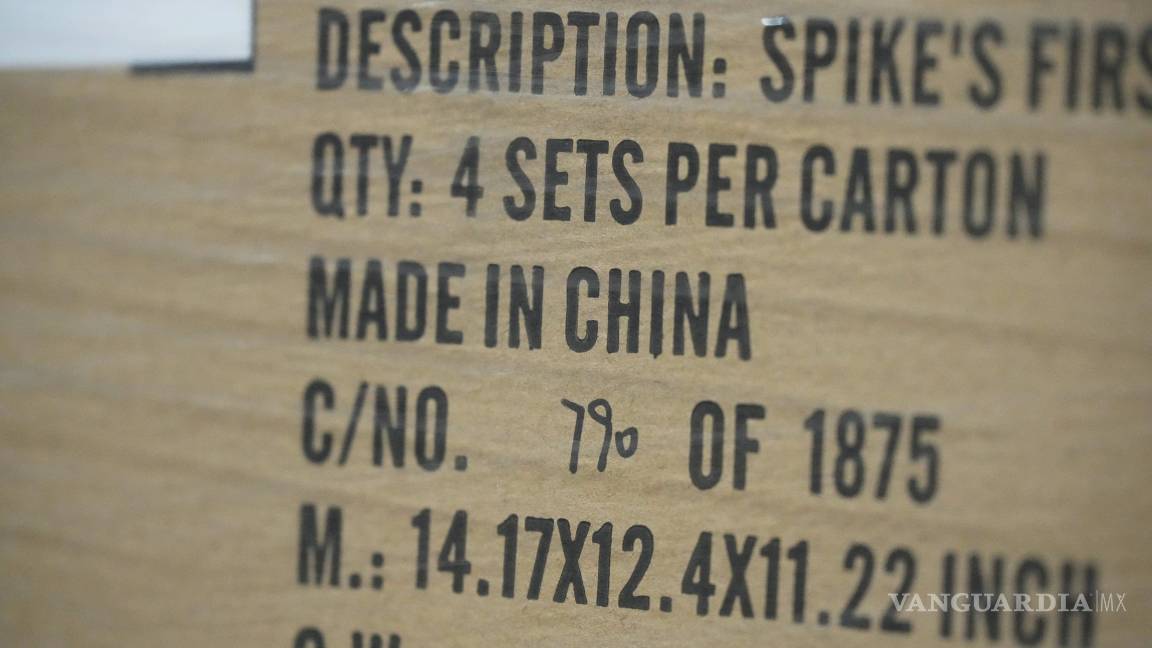 DESCRIPTION: SPIKE'S FIRS
QTY: 4 SETS PER CARTON
MADE IN CHINA
C/NO. 790 OF 1875
M.: 14.17X12.4X11.22 INCH
VANGUARDIA|MX